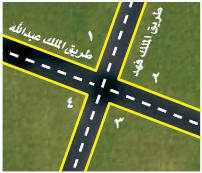 طريق الملك عبدالله
طريق الملك فهد
١
٢
٣
٤